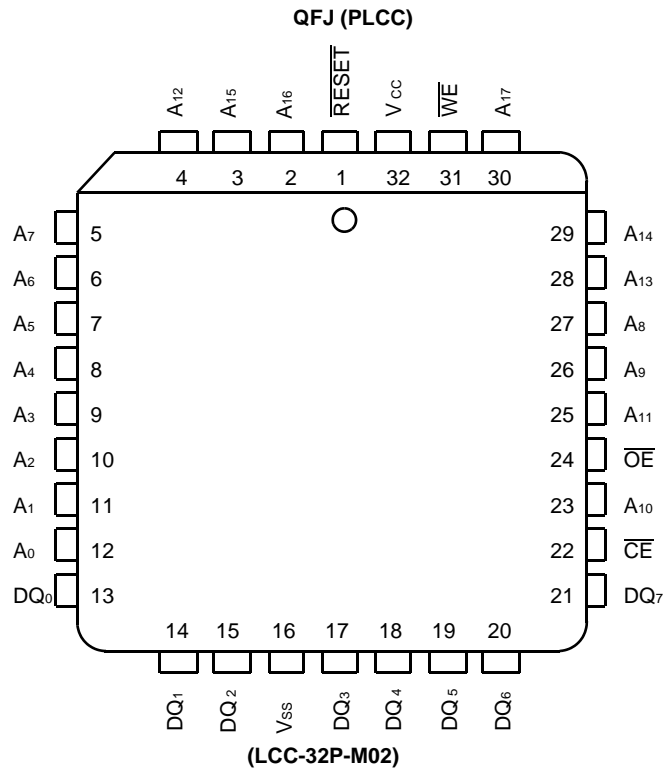 QFJ (PLCC)
A12 A15 A16 RESET VCC WE A17
4 3 2 1 32 31 30
A7 5 29 A14
A6 6 28 A13
A5 7 27 A8
A4 8 26 A9
A3 9 25 A11
A2 10 24 OE
A1 11 23 A10
A0 12 22 CE
DQ0 13 21 DQ7
14 15 16 17 18 19 20
DQ1 DQ2 VSS DQ3 DQ4 DQ5 DQ6
(LCC-32P-M02)